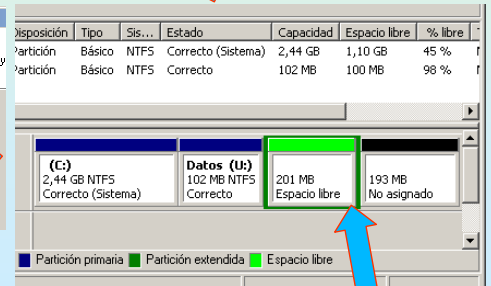 Disposición Tipo Sis... Estado Capacidad Espacio libre % libre
Partición Básico NTFS Correcto (Sistema) 2,44 GB 1,10 GB 45 %
Partición Básico NTFS Correcto 102 MB 100 MB 98 %
(C:)
2,44 GB NTFS
Correcto (Sistema)
Datos (U:)
102 MB NTFS
Correcto
201 MB
Espacio libre
193 MB
No asignado
Partición primaria Partición extendida Espacio libre